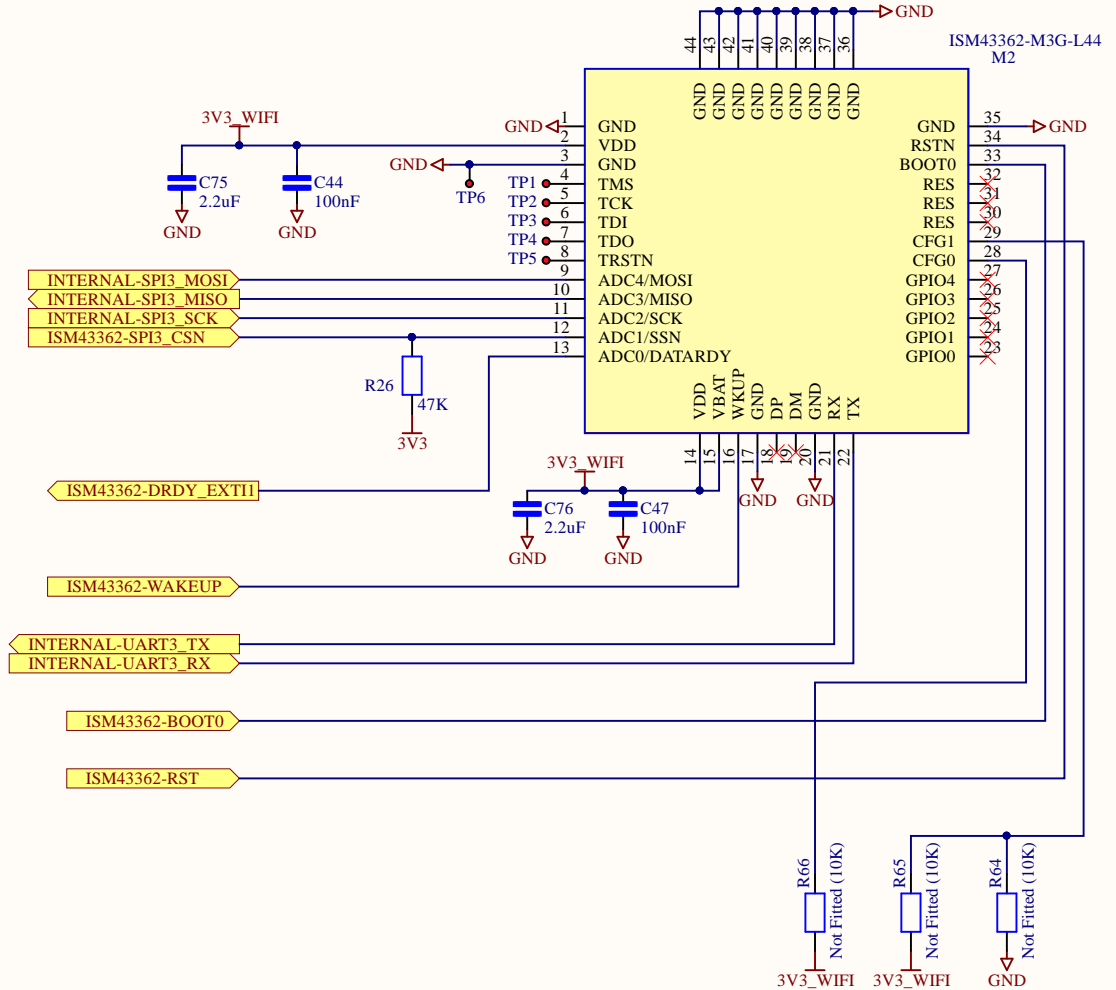 GND
44
43
42
41
40
39
38
37
36
ISM43362-M3G-L44
M2
GND
GND
GND
GND
GND
GND
GND
GND
GND
3V3_WIFI
C75
2.2uF
GND
C44
100nF
GND
GND
1
GND
2
VDD
GND
3
GND
TP6
TP1
4
TMS
TP2
5
TCK
TP3
6
TDI
TP4
7
TDO
TP5
8
TRSTN
INTERNAL-SPI3_MOSI
9
ADC4/MOSI
INTERNAL-SPI3_MISO
10
ADC3/MISO
INTERNAL-SPI3_SCK
11
ADC2/SCK
ISM43362-SPI3_CSN
12
ADC1/SSN
13
ADC0/DATARDY
GND
35
GND
RSTN
34
BOOT0
33
RES
32
RES
31
RES
30
CFG1
29
CFG0
28
GPIO4
27
GPIO3
26
GPIO2
25
GPIO1
24
GPIO0
23
R26
47K
3V3
VDD
VBAT
WKUP
GND
DP
DM
GND
RX
TX
14
15
16
17
18
19
20
21
22
3V3_WIFI
C76
2.2uF
GND
C47
100nF
GND
GND
GND
ISM43362-DRDY_EXTI1
ISM43362-WAKEUP
INTERNAL-UART3_TX
INTERNAL-UART3_RX
ISM43362-BOOT0
ISM43362-RST
R66
Not Fitted (10K)
3V3_WIFI
R65
Not Fitted (10K)
3V3_WIFI
R64
Not Fitted (10K)
GND